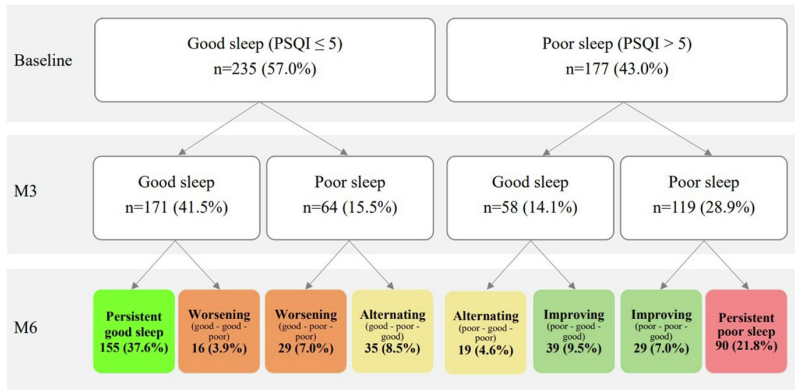 Baseline
Good sleep (PSQI ≤ 5)
n=235 (57.0%)
Poor sleep (PSQI > 5)
n=177 (43.0%)
M3
Good sleep
n=171 (41.5%)
Poor sleep
n=64 (15.5%)
Good sleep
n=58 (14.1%)
Poor sleep
n=119 (28.9%)
M6
Persistent
good sleep
155 (37.6%)
Worsening
(good - good -
poor)
16 (3.9%)
Worsening
(good - poor -
poor)
29 (7.0%)
Alternating
(good - poor -
good)
35 (8.5%)
Alternating
(poor - good -
poor)
19 (4.6%)
Improving
(poor - good -
good)
39 (9.5%)
Improving
(poor - poor -
good)
29 (7.0%)
Persistent
poor sleep
90 (21.8%)